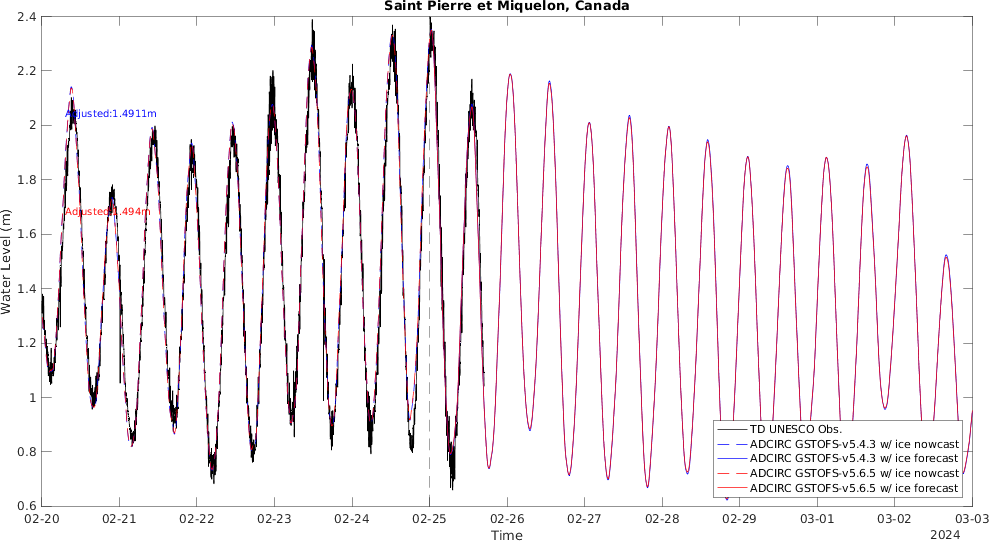 Saint Pierre et Miquelon, Canada
Water Level (m)
2.4
2.2
2
1.8
1.6
1.4
1.2
1
0.8
0.6
Adjusted:1.4911m
Adjusted:1.494m
TD UNESCO Obs.
ADCIRC GSTOFS-v5.4.3 w/ ice nowcast
ADCIRC GSTOFS-v5.4.3 w/ ice forecast
ADCIRC GSTOFS-v5.6.5 w/ ice nowcast
ADCIRC GSTOFS-v5.6.5 w/ ice forecast
02-20 02-21 02-22 02-23 02-24 02-25 02-26 02-27 02-28 02-29 03-01 03-02 03-03
Time
2024